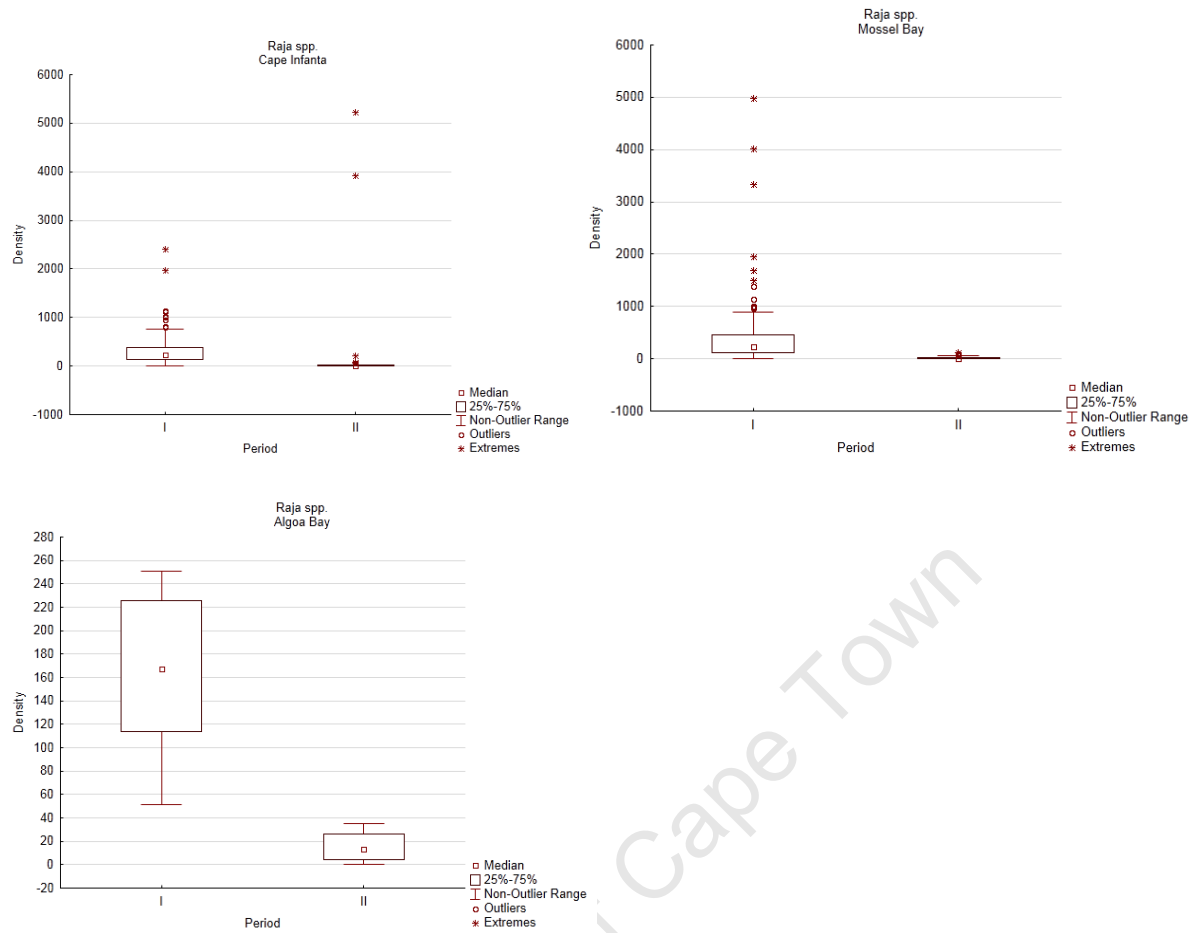 Raja spp.
Cape Infanta
6000
5000
4000
3000
2000
1000
0
-1000
Density
I
II
Period
Median
25%-75%
Non-Outlier Range
Outliers
Extremes
Raja spp.
Mossel Bay
6000
5000
4000
3000
2000
1000
0
-1000
Density
I
II
Period
Median
25%-75%
Non-Outlier Range
Outliers
Extremes
Raja spp.
Algoa Bay
280
260
240
220
200
180
160
140
120
100
80
60
40
20
0
-20
Density
I
II
Period
Median
25%-75%
Non-Outlier Range
Outliers
Extremes
Cape Town